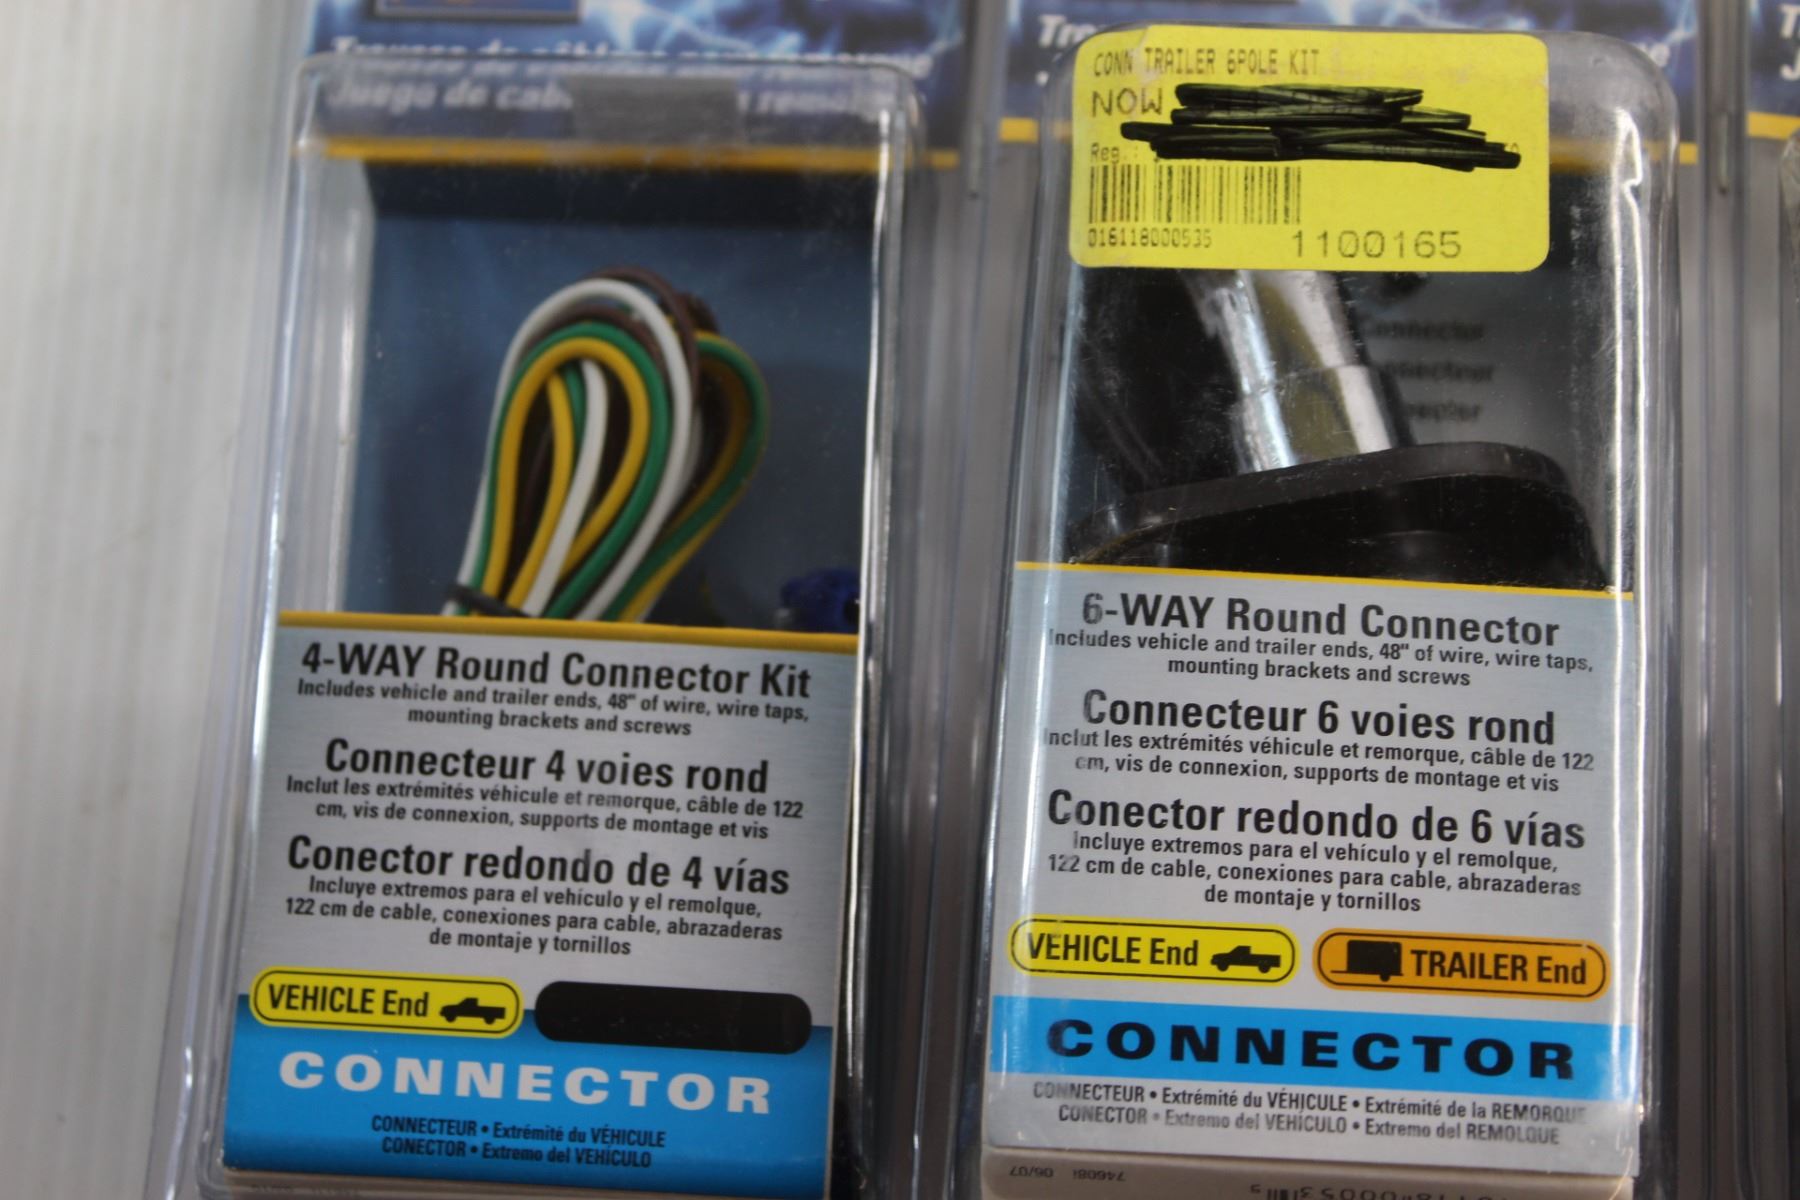 Juego de
CONN TRAILER 6POLE KIT
NOW
Reg.:
016118000535
1100165
4-WAY Round Connector Kit
Includes vehicle and trailer ends, 48" of wire, wire taps,
mounting brackets and screws
Connecteur 4 voies rond
Inclut les extrémités véhicule et remorque, câble de 122
cm, vis de connexion, supports de montage et vis
Conector redondo de 4 vías
Incluye extremos para el vehículo y el remolque,
122 cm de cable, conexiones para cable, abrazaderas
de montaje y tornillos
VEHICLE End
CONNECTOR
CONNECTEUR • Extrémité du VÉHICULE
CONECTOR • Extremo del VEHÍCULO
Connector
6-WAY Round Connector
Includes vehicle and trailer ends, 48" of wire, wire taps,
mounting brackets and screws
Connecteur 6 voies rond
Inclut les extrémités véhicule et remorque, câble de 122
cm, vis de connexion, supports de montage et vis
Conector redondo de 6 vías
Incluye extremos para el vehículo y el remolque,
122 cm de cable, conexiones para cable, abrazaderas
de montaje y tornillos
VEHICLE End
TRAILER End
CONNECTOR
CONNECTEUR • Extrémité du VÉHICULE • Extrémité de la REMORQUE
CONECTOR • Extremo del VEHÍCULO • Extremo del REMOLQUE
06/07